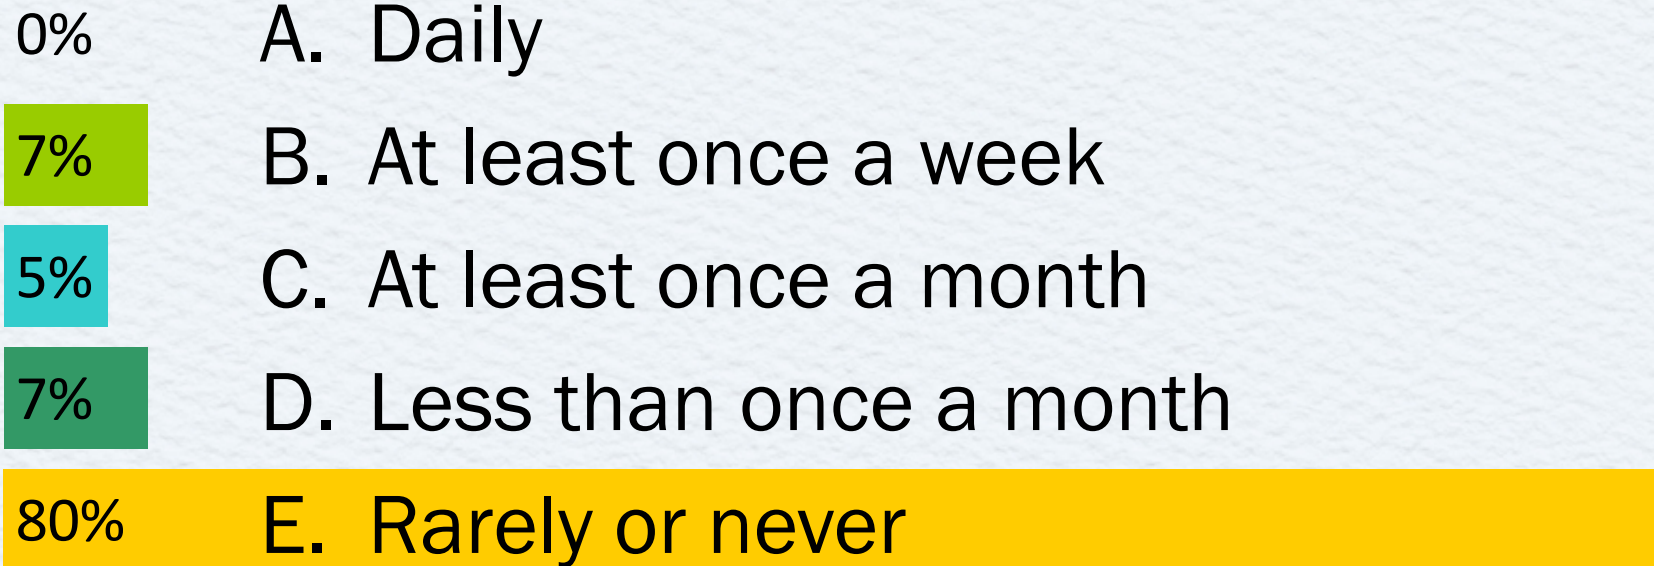 0% A. Daily
7% B. At least once a week
5% C. At least once a month
7% D. Less than once a month
80% E. Rarely or never